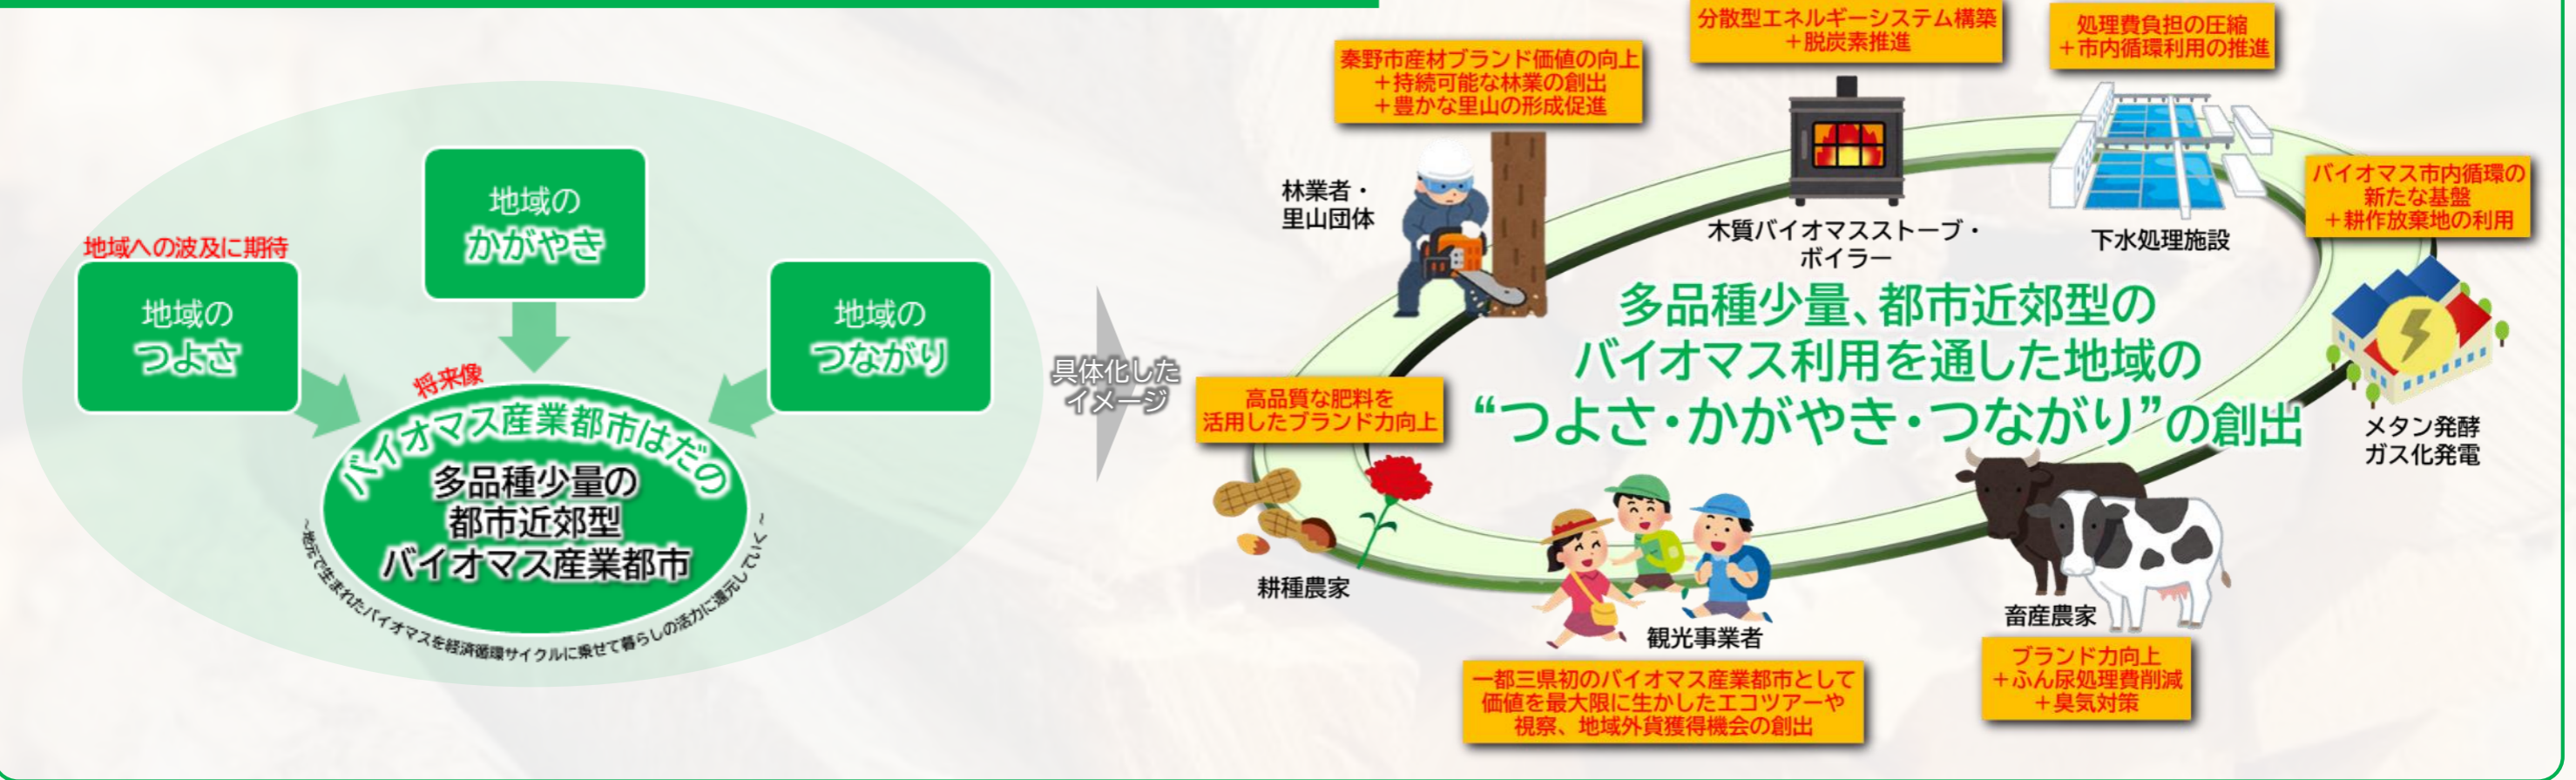 地域への波及に期待
地域の
つよさ
地域の
かがやき
地域の
つながり
将来像
バイオマス産業都市はだの
多品種少量の
都市近郊型
バイオマス産業都市
~地元で生まれたバイオマスを経済循環サイクルに乗せて暮らしの活力に還元していく~
具体化した
イメージ
秦野市産材ブランド価値の向上
＋持続可能な林業の創出
＋豊かな里山の形成促進
林業者・
里山団体
分散型エネルギーシステム構築
＋脱炭素推進
木質バイオマスストーブ・
ボイラー
処理費負担の圧縮
＋市内循環利用の推進
下水処理施設
バイオマス市内循環の
新たな基盤
＋耕作放棄地の利用
メタン発酵
ガス化発電
多品種少量、都市近郊型の
バイオマス利用を通した地域の
“つよさ・かがやき・つながり”の創出
高品質な肥料を
活用したブランド力向上
耕種農家
観光事業者
一都三県初のバイオマス産業都市として
価値を最大限に生かしたエコツアーや
視察、地域外貨獲得機会の創出
畜産農家
ブランド力向上
＋ふん尿処理費削減
＋臭気対策